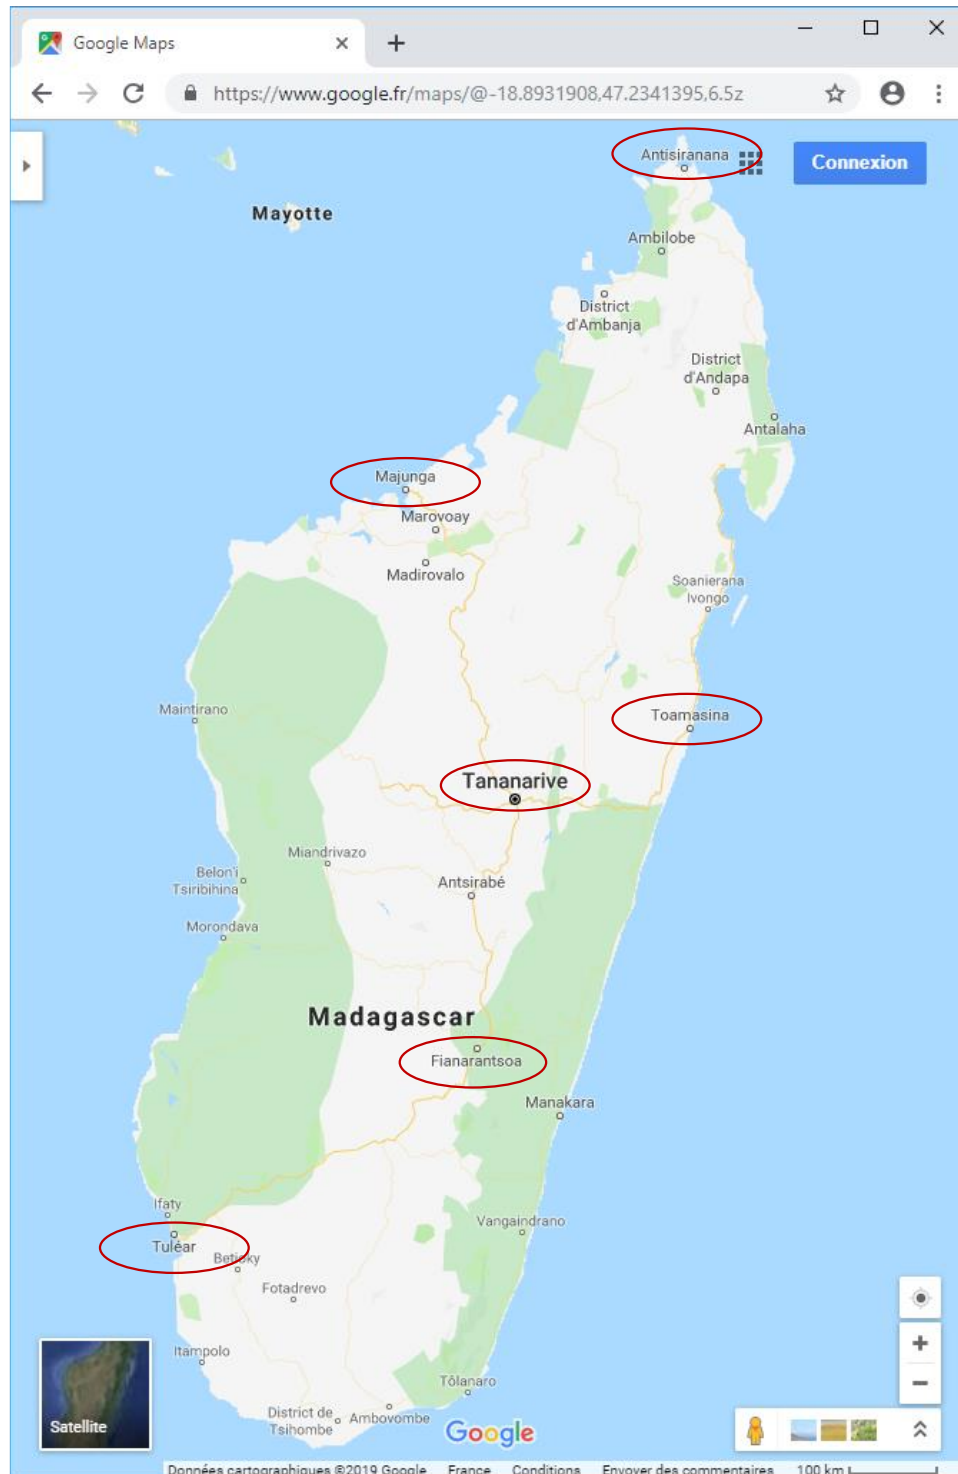 Google Maps
https://www.google.fr/maps/@-18.8931908,47.2341395,6.5z
Antisiranana
Connexion
Mayotte
Ambilobe
District
d'Ambanja
District
d'Andapa
Antalaha
Majunga
Marovoay
Madirovalo
Soanierana
Ivongo
Maintirano
Toamasina
Tananarive
Miandrivazo
Belon'i
Tsiribihina
Antsirabé
Morondava
Madagascar
Fianarantsoa
Manakara
Ifaty
Vangaindrano
Tuléar
Betioky
Fotadrevo
Itampolo
Tôlanaro
District de
Tsihombe
Ambovombe
Satellite
Google
Données cartographiques ©2019 Google France Conditions Envoyer des commentaires 100 km